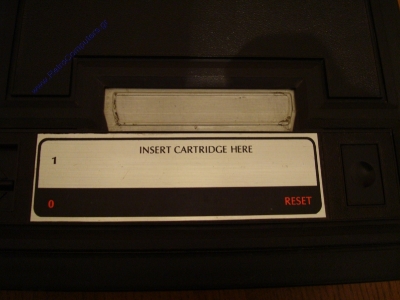 INSERT CARTRIDGE HERE
1
0 RESET